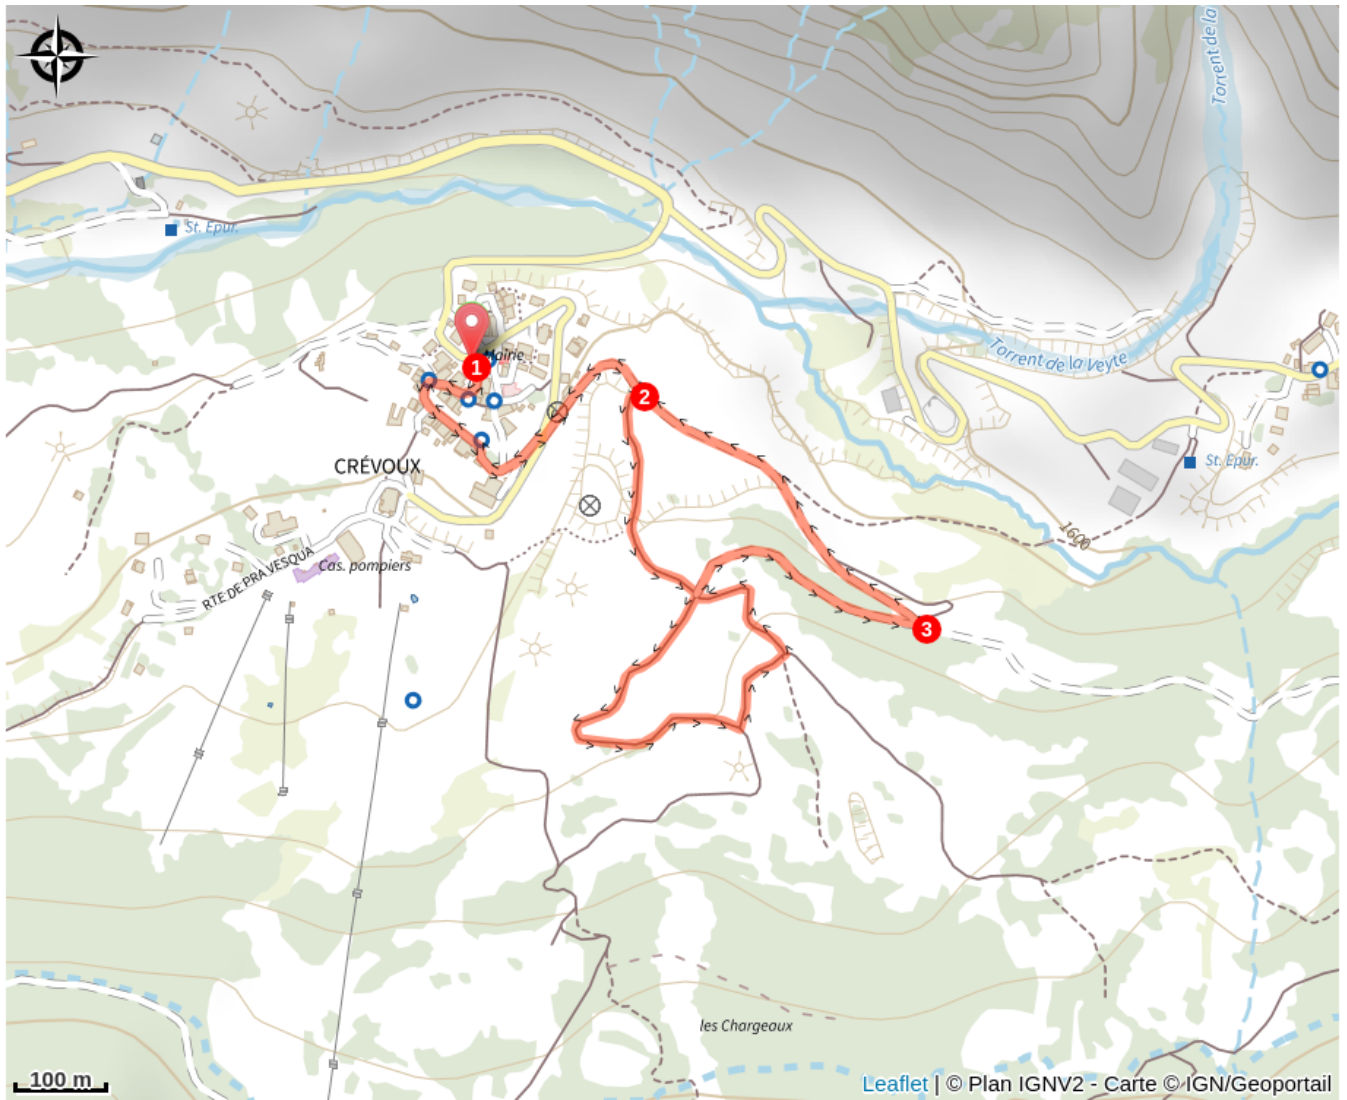 Torrent de la
St. Epur.
Mairie
1
Torrent de la Veyte
2
CRÉVOUX
St. Epur.
1600
Cas. pompiers
RTE DE PRA VESQUA
3
les Chargeoux
100 m
Leaflet | © Plan IGNV2 - Carte © IGN/Geoportail